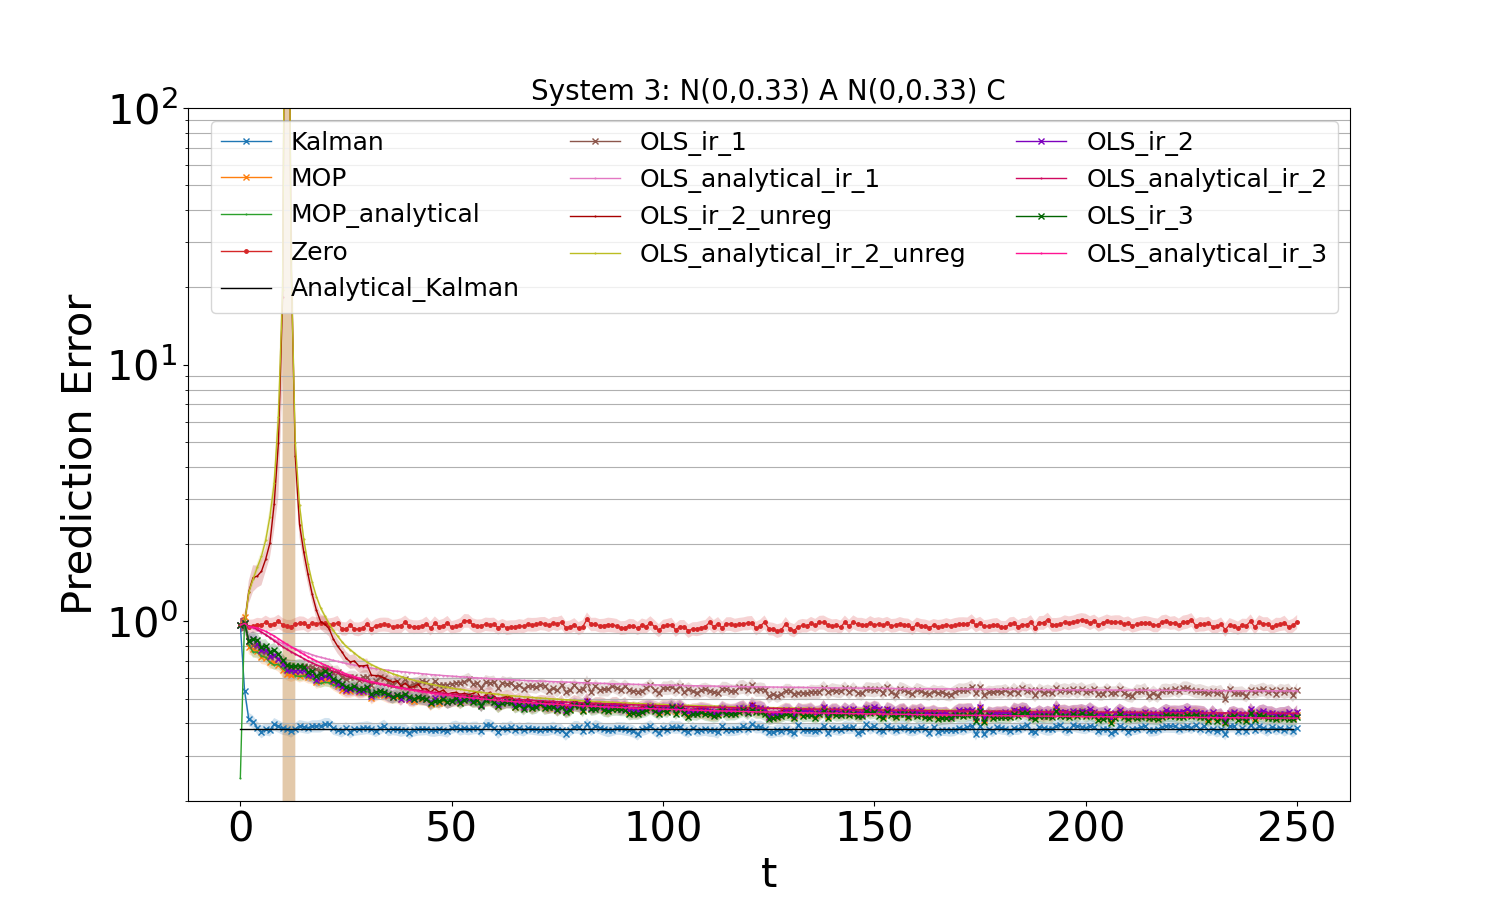 System 3: N(0,0.33) A N(0,0.33) C
10²
10¹
10⁰
Prediction Error
Kalman
MOP
MOP_analytical
Zero
Analytical_Kalman
OLS_ir_1
OLS_analytical_ir_1
OLS_ir_2_unreg
OLS_analytical_ir_2_unreg
OLS_ir_2
OLS_analytical_ir_2
OLS_ir_3
OLS_analytical_ir_3
0 50 100 150 200 250
t